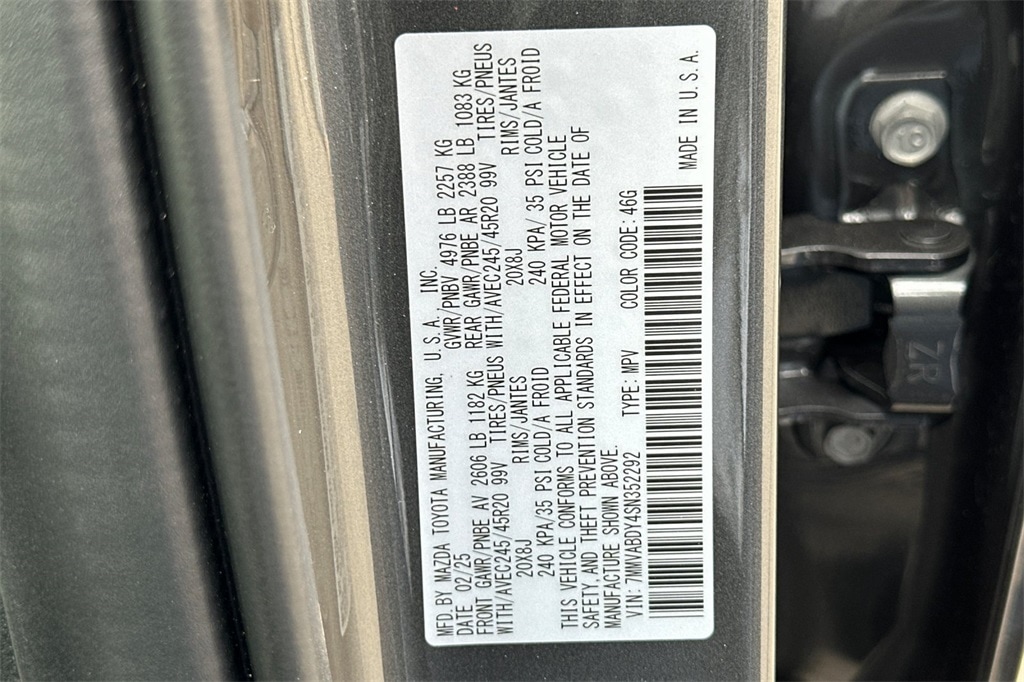 MFD. BY MAZDA TOYOTA MANUFACTURING, U.S.A. INC.
DATE 02/25 GVWR/PNBV 4976 LB 2257 KG
FRONT GAWR/PNBE AV 2606 LB 1182 KG REAR GAWR/PNBE AR 2388 LB 1083 KG
WITH/AVEC245/45R20 99V TIRES/PNEUS WITH/AVEC245/45R20 99V TIRES/PNEUS
20X8J RIMS/JANTES 20X8J RIMS/JANTES
240 KPA/35 PSI COLD/A FROID 240 KPA/ 35 PSI COLD/A FROID
THIS VEHICLE CONFORMS TO ALL APPLICABLE FEDERAL MOTOR VEHICLE
SAFETY, AND THEFT PREVENTION STANDARDS IN EFFECT ON THE DATE OF
MANUFACTURE SHOWN ABOVE.
VIN: 7MMVABDY4SN352292 TYPE: MPV COLOR CODE: 46G
MADE IN U.S.A.
ZR